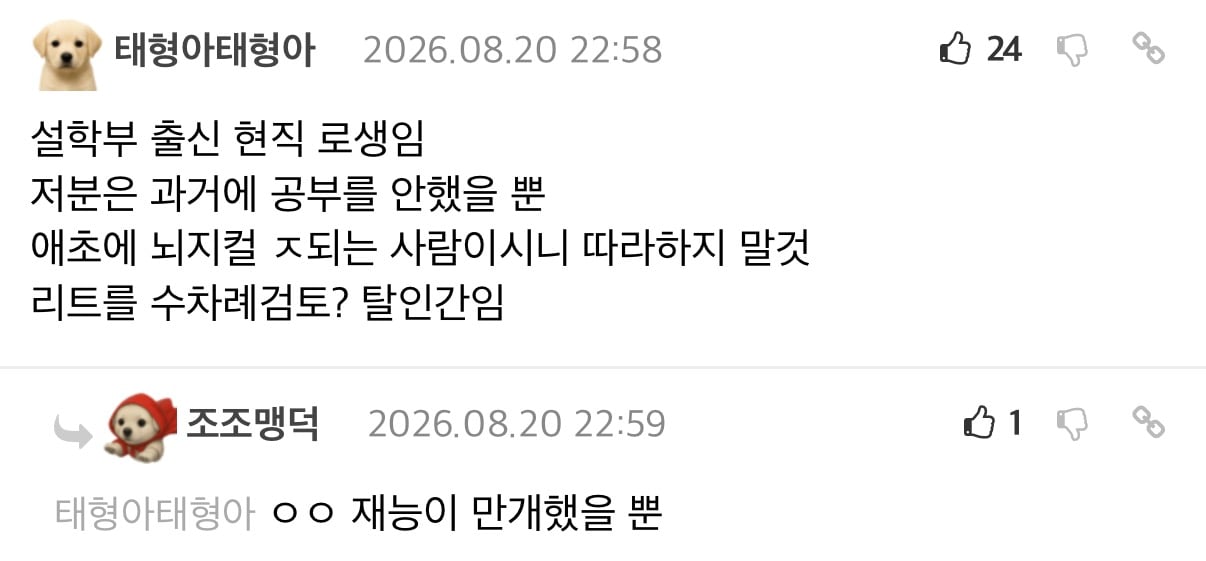 태형아태형아 2026.08.20 22:58 24
설학부 출신 현직 로생임
저분은 과거에 공부를 안했을 뿐
애초에 뇌지컬 ㅈ되는 사람이시니 따라하지 말것
리트를 수차례검토? 탈인간임
조조맹덕 2026.08.20 22:59 1
태형아태형아 ㅇㅇ 재능이 만개했을 뿐